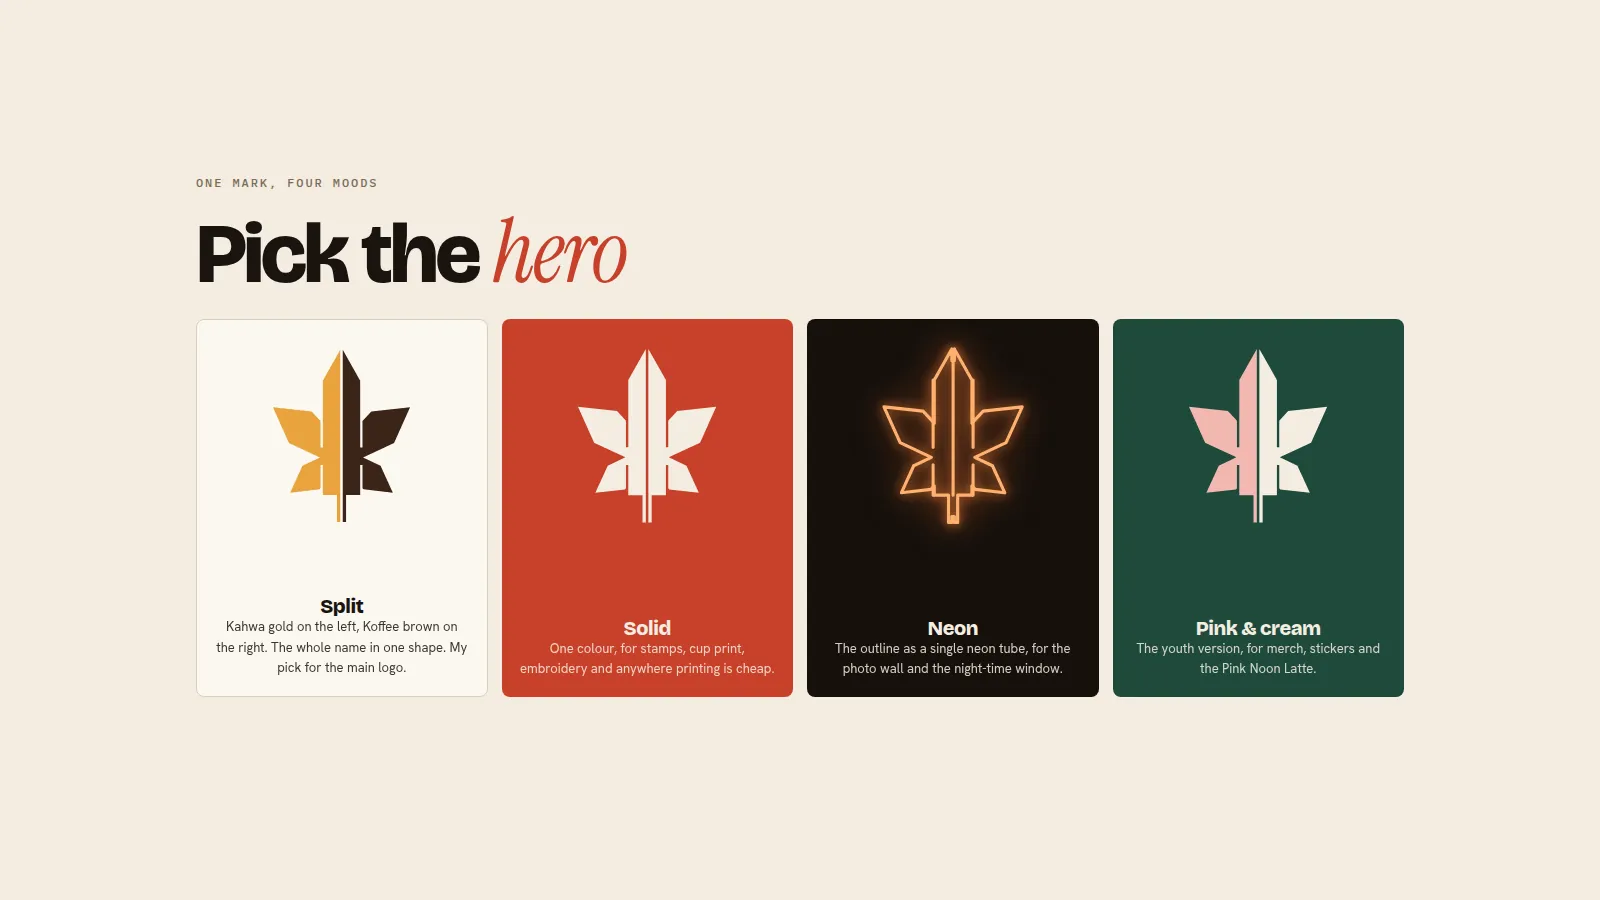 ONE MARK, FOUR MOODS
Pick the hero
Split
Kahwa gold on the left, Koffee brown on
the right. The whole name in one shape. My
pick for the main logo.
Solid
One colour, for stamps, cup print,
embroidery and anywhere printing is cheap.
Neon
The outline as a single neon tube, for the
photo wall and the night-time window.
Pink & cream
The youth version, for merch, stickers and
the Pink Noon Latte.